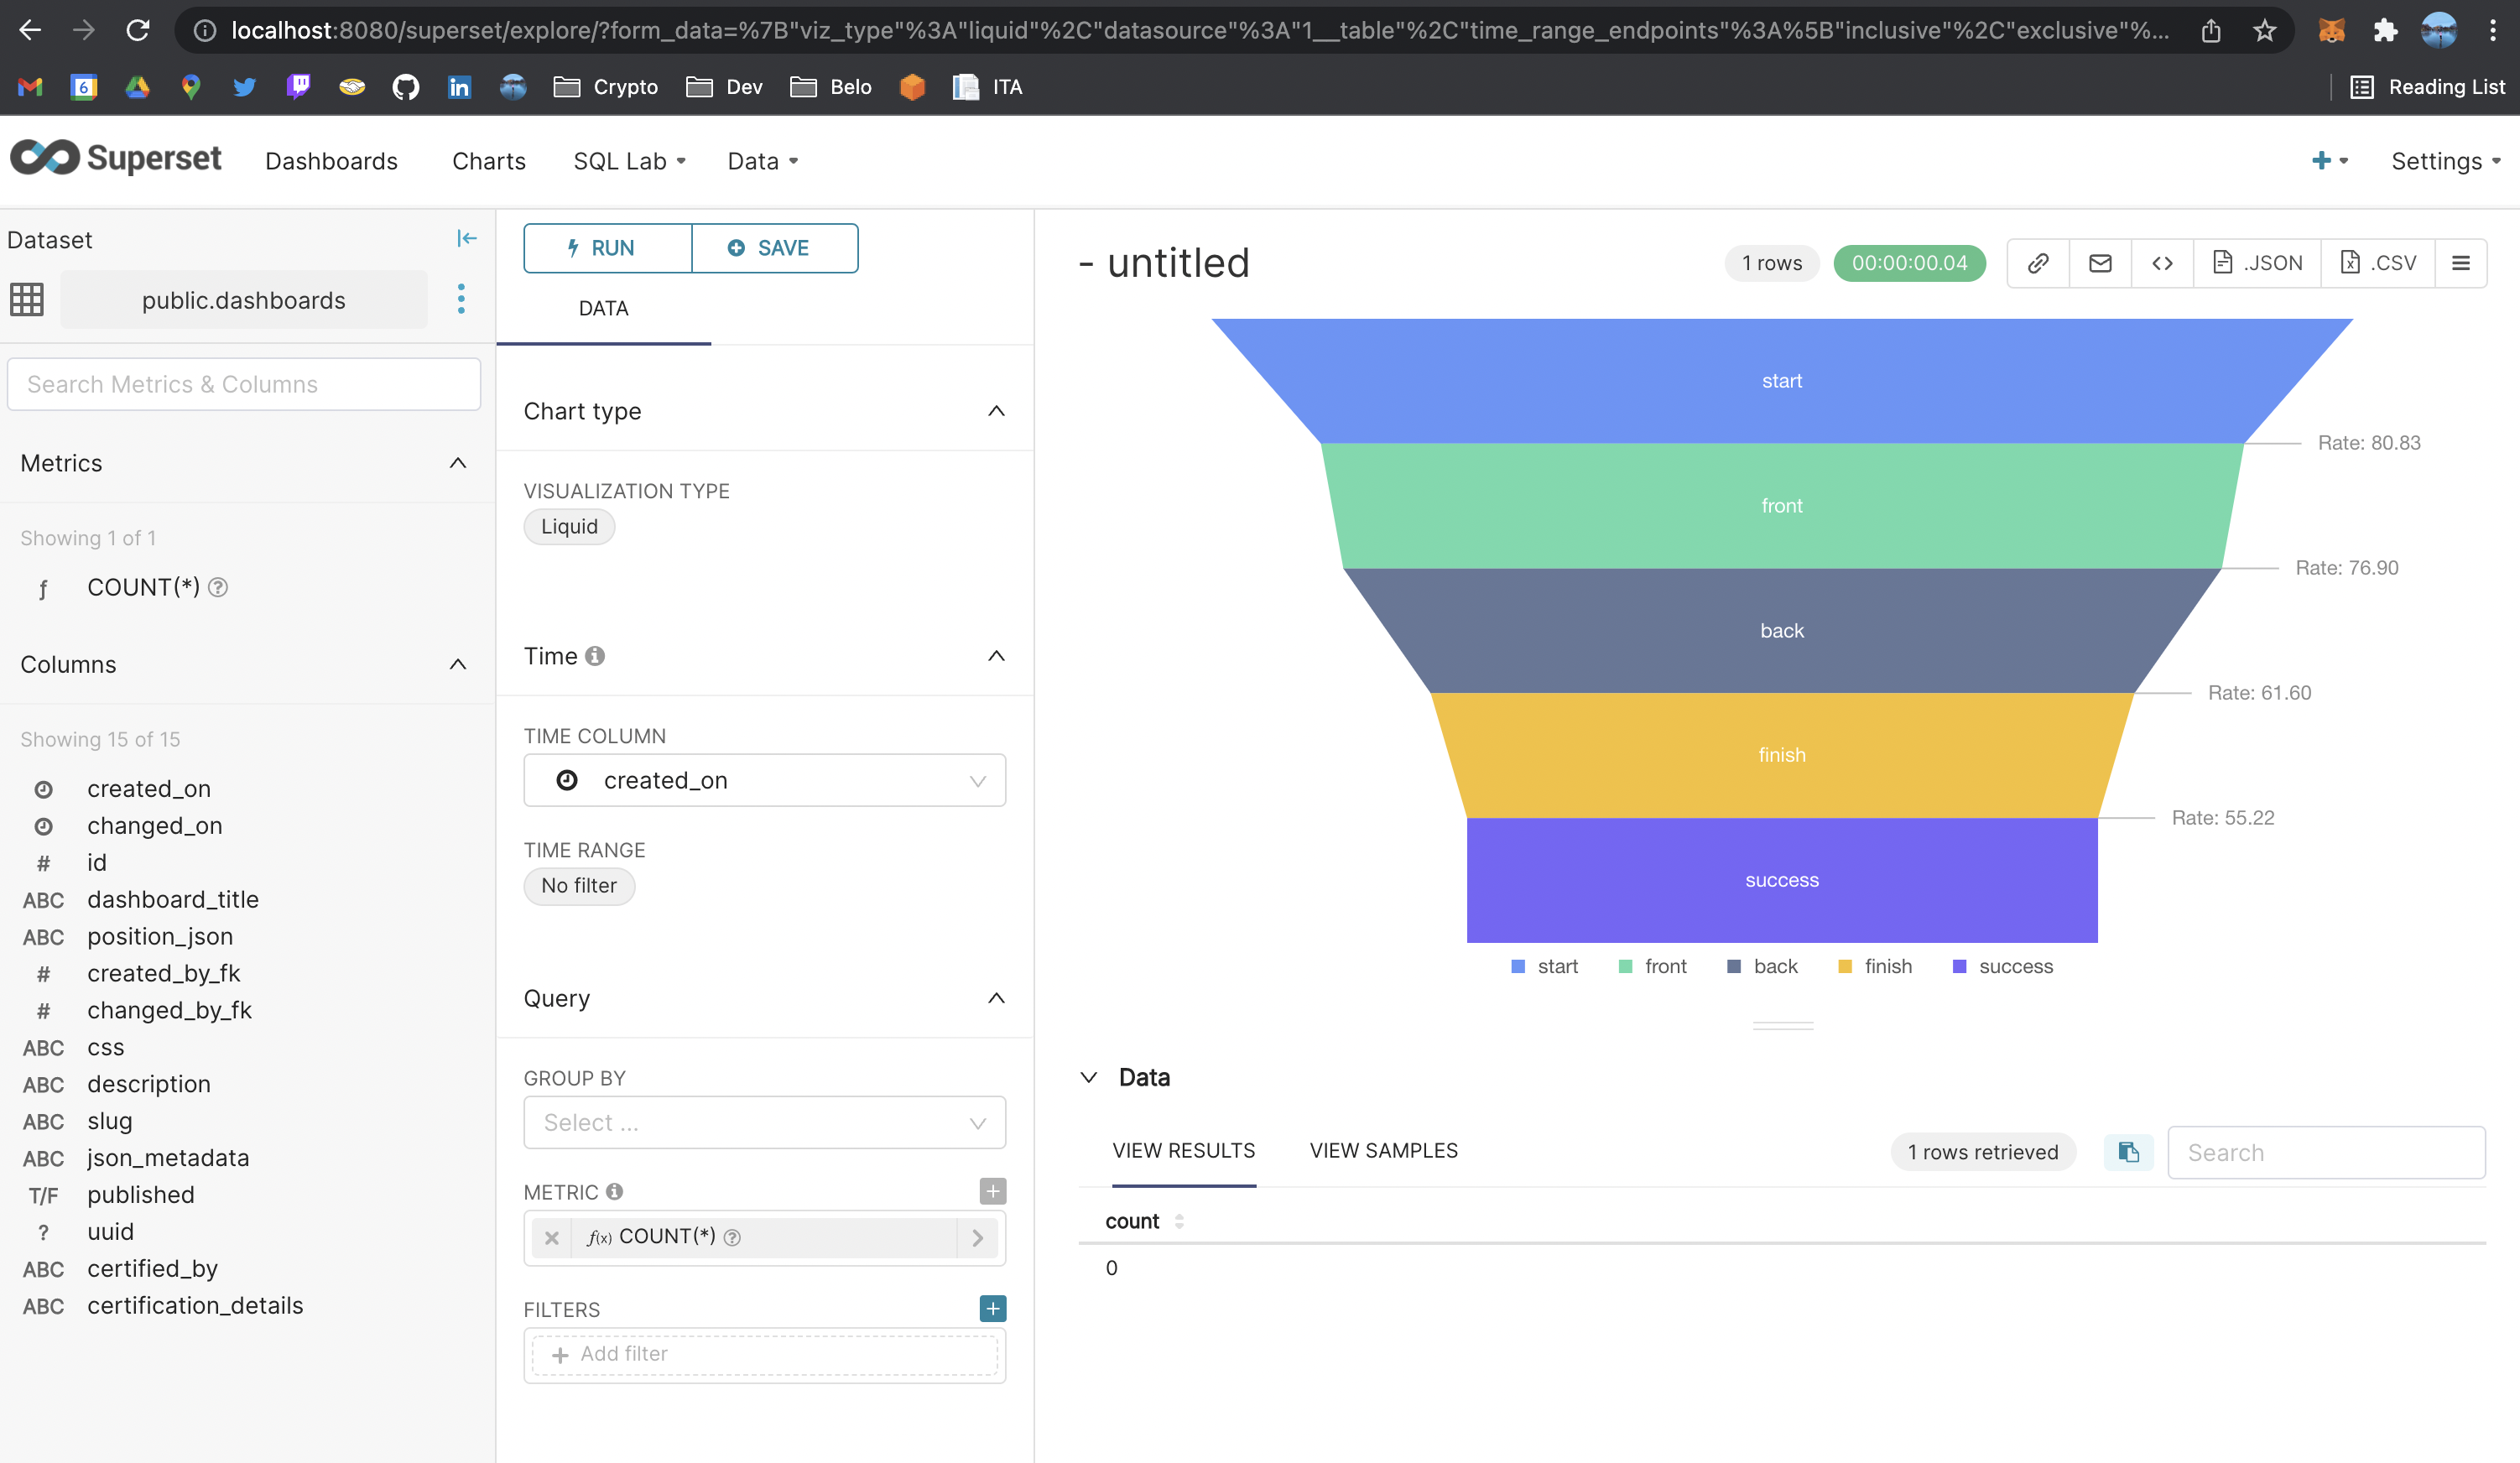 localhost:8080/superset/explore/?form_data=%7B"viz_type"%3A"liquid"%2C"datasource"%3A"1__table"%2C"time_range_endpoints"%3A%5B"inclusive"%2C"exclusive"%...
6
Crypto
Dev
Belo
ITA
Reading List
Superset
Dashboards
Charts
SQL Lab
Data
Settings
Dataset
public.dashboards
Search Metrics & Columns
Metrics
Showing 1 of 1
ƒ COUNT(*) ?
Columns
Showing 15 of 15
created_on
changed_on
# id
ABC dashboard_title
ABC position_json
# created_by_fk
# changed_by_fk
ABC css
ABC description
ABC slug
ABC json_metadata
T/F published
? uuid
ABC certified_by
ABC certification_details
RUN
SAVE
DATA
Chart type
VISUALIZATION TYPE
Liquid
Time
TIME COLUMN
created_on
TIME RANGE
No filter
Query
GROUP BY
Select ...
METRIC
f(x) COUNT(*) ?
FILTERS
Add filter
- untitled
1 rows
00:00:00.04
.JSON
.CSV
start
Rate: 80.83
front
Rate: 76.90
back
Rate: 61.60
finish
Rate: 55.22
success
start front back finish success
Data
VIEW RESULTS
VIEW SAMPLES
1 rows retrieved
Search
count
0